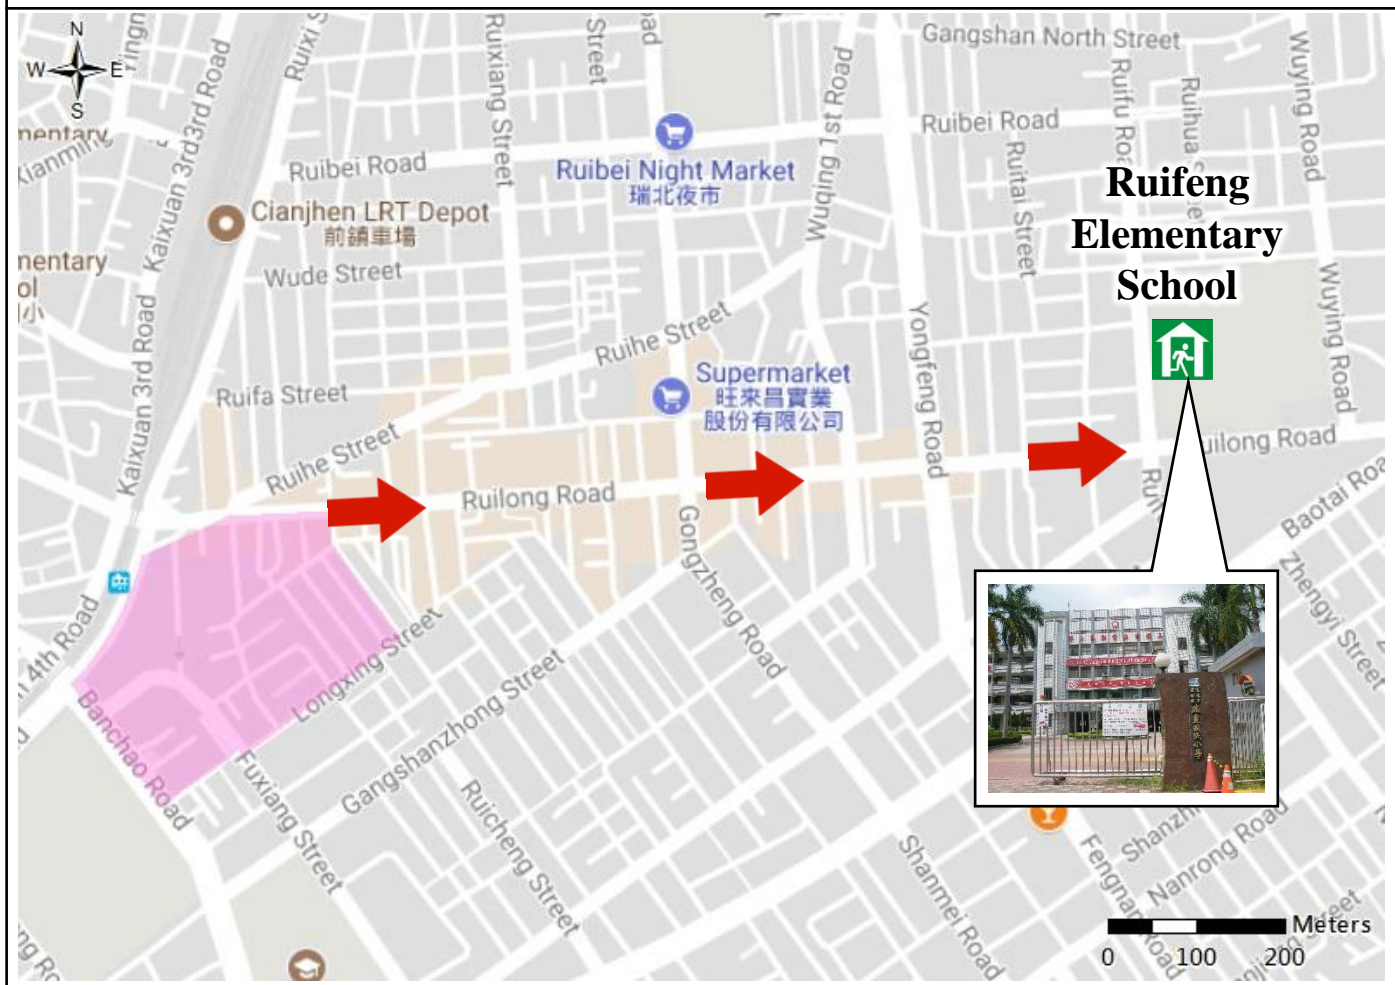 N
W
E
S
Kaixuan 3rd Road
Ruixiang Street
Street
Gangshan North Street
Ruifu Road
Wuying Road
Wuqing 1st Road
Ruibei Road
Ruibei Road
Ruitai Street
Ruibei Night Market
瑞北夜市
Ruifeng
Elementary
School
Cianjhen LRT Depot
前鎮車場
Wude Street
Kaixuan 3rd Road
Wuying Road
Ruihe Street
Yongfeng Road
Supermarket
旺來昌實業
股份有限公司
Ruifa Street
Ruihe Street
Ruilong Road
Gongzheng Road
Baotai
Zhengyi Street
4th Road
Longxing Street
Banchao Road
Gangshanzhong Street
Fuxiang Street
Ruicheng Street
Shanmei Road
Fengnan Road
Nanrong Road
Meters
0 100 200